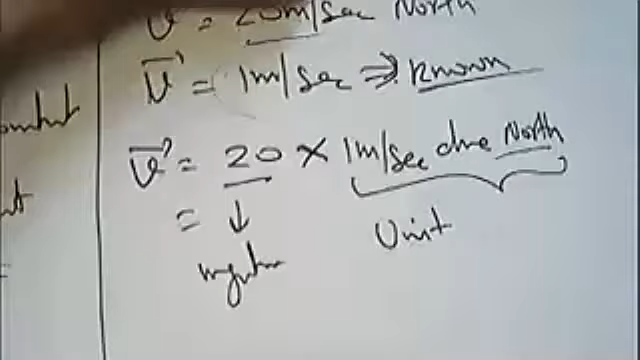 v = 20m/sec North
v⃗ = 1m/sec ⇒ known
v⃗ = 20 × 1m/sec due North
= ↓ Unit